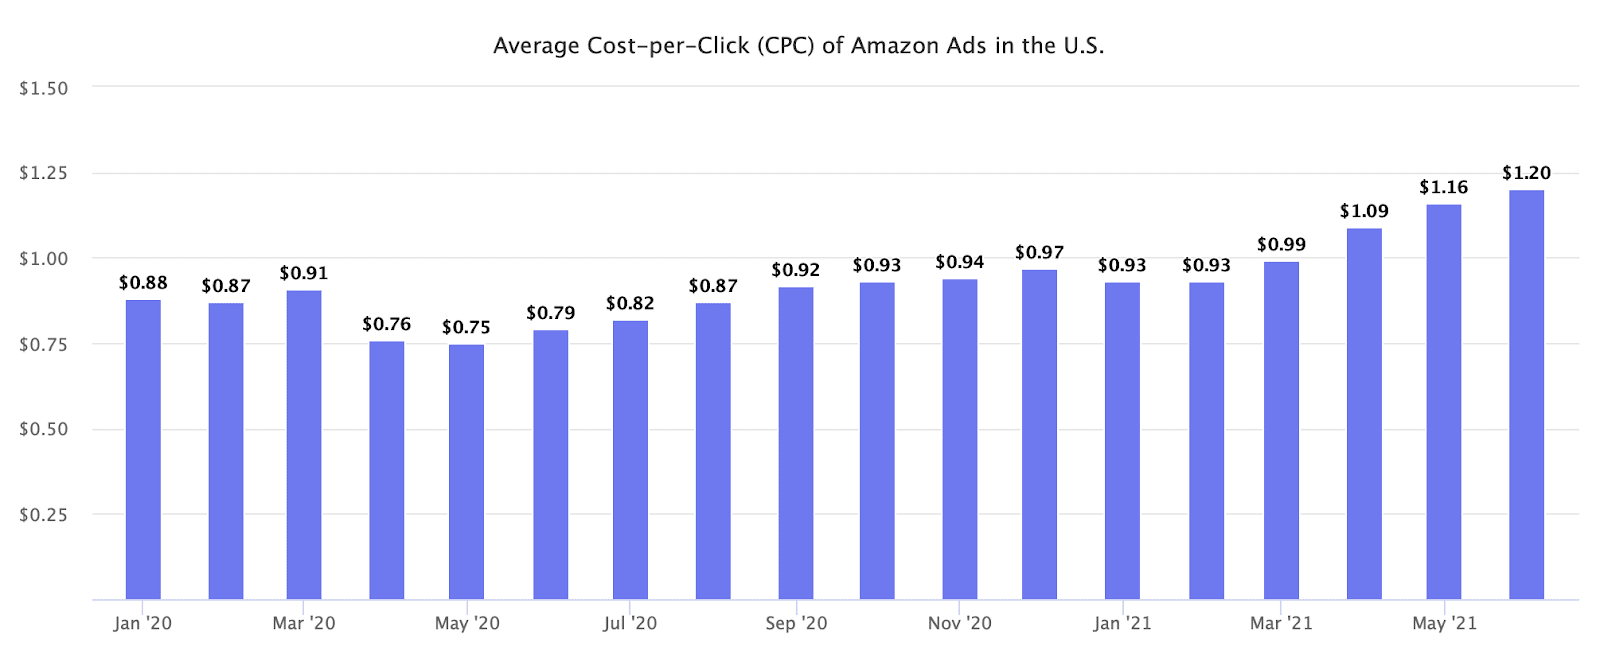 Average Cost-per-Click (CPC) of Amazon Ads in the U.S.
$1.50
$1.25
$1.00
$0.75
$0.50
$0.25
$0.88
$0.87
$0.91
$0.76
$0.75
$0.79
$0.82
$0.87
$0.92
$0.93
$0.94
$0.97
$0.93
$0.93
$0.99
$1.09
$1.16
$1.20
Jan '20
Mar '20
May '20
Jul '20
Sep '20
Nov '20
Jan '21
Mar '21
May '21